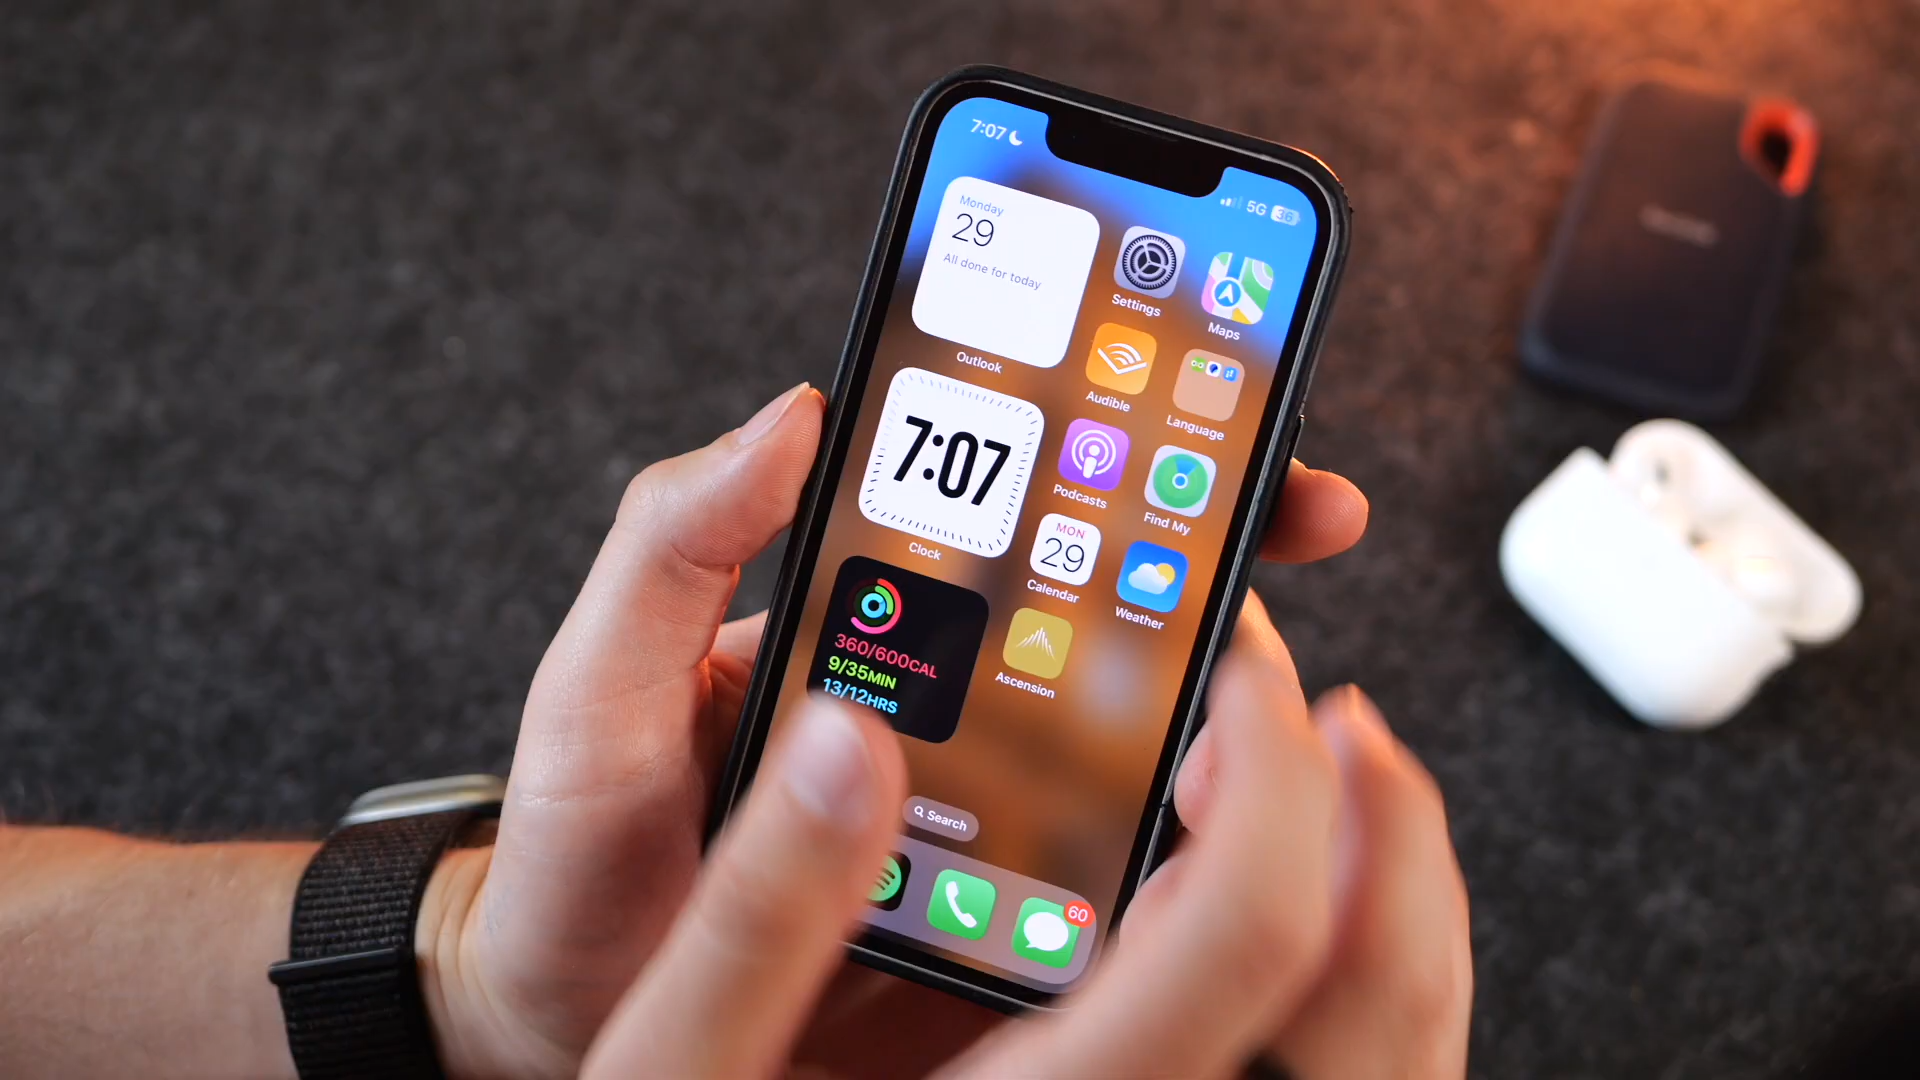 7:07
5G 36
Monday
29
All done for today
Outlook
Settings
Maps
Audible
Language
7:07
Clock
Podcasts
Find My
MON
29
Calendar
Weather
360/600CAL
9/35MIN
13/12HRS
Ascension
Search
60